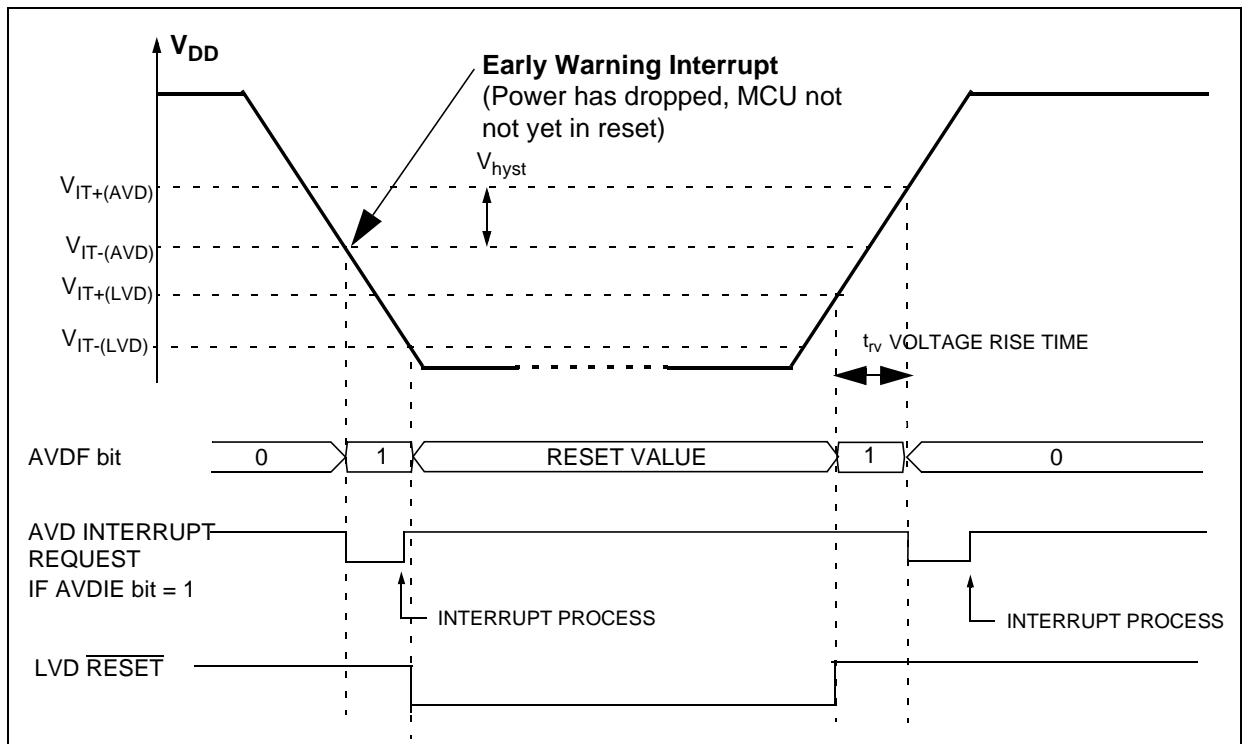 VDD
Early Warning Interrupt
(Power has dropped, MCU not
not yet in reset)
Vhyst
VIT+(AVD)
VIT-(AVD)
VIT+(LVD)
VIT-(LVD)
trv VOLTAGE RISE TIME
AVDF bit
0
1
RESET VALUE
1
0
AVD INTERRUPT
REQUEST
IF AVDIE bit = 1
INTERRUPT PROCESS
INTERRUPT PROCESS
LVD RESET